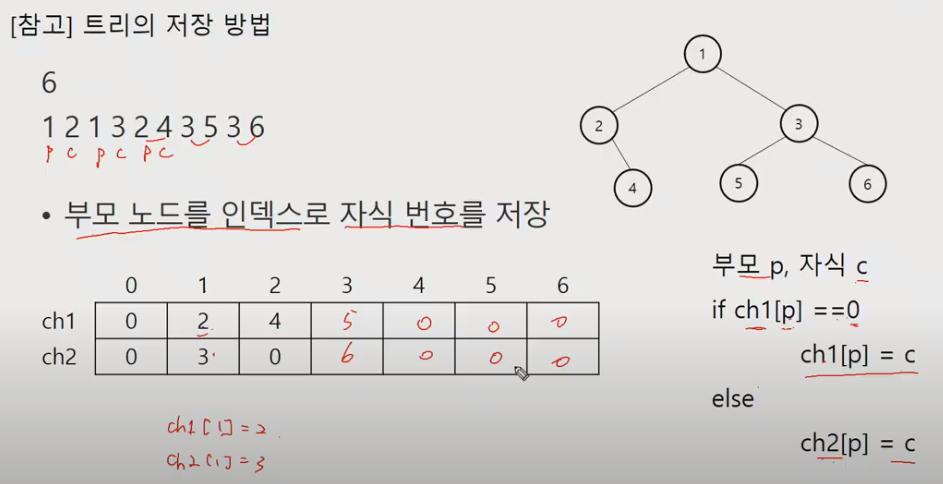 [참고] 트리의 저장 방법
6
1 2 1 3 2 4 3 5 3 6
p c p c p c
• 부모 노드를 인덱스로 자식 번호를 저장
0 1 2 3 4 5 6
ch1 0 2 4 5 0 0 0
ch2 0 3 0 6 0 0 0
ch1[1]=2
ch2[1]=3
1
2 3
4 5 6
부모 p, 자식 c
if ch1[p] ==0
ch1[p] = c
else
ch2[p] = c